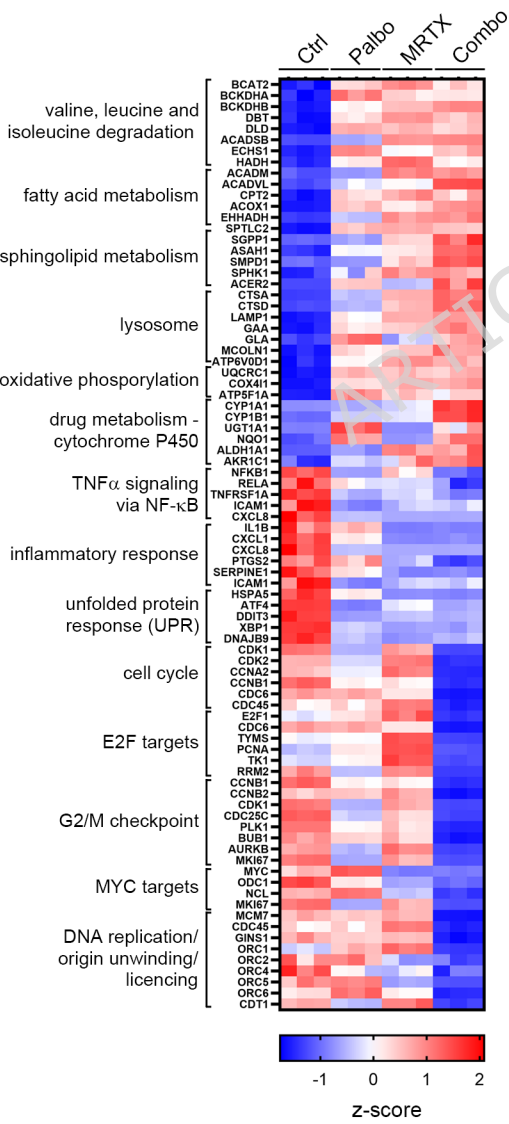 Ctrl Palbo MRTX Combo
valine, leucine and
isoleucine degradation
fatty acid metabolism
sphingolipid metabolism
lysosome
oxidative phosporylation
drug metabolism -
cytochrome P450
TNFα signaling
via NF-κB
inflammatory response
unfolded protein
response (UPR)
cell cycle
E2F targets
G2/M checkpoint
MYC targets
DNA replication/
origin unwinding/
licencing
BCAT2
BCKDHA
BCKDHB
DBT
DLD
ACADSB
ECHS1
HADH
ACADM
ACADVL
CPT2
ACOX1
EHHADH
SPTLC2
SGPP1
ASAH1
SMPD1
SPHK1
ACER2
CTSA
CTSD
LAMP1
GAA
GLA
MCOLN1
ATP6V0D1
UQCRC1
COX4I1
ATP5F1A
CYP1A1
CYP1B1
UGT1A1
NQO1
ALDH1A1
AKR1C1
NFKB1
RELA
TNFRSF1A
ICAM1
CXCL8
IL1B
CXCL1
CXCL8
PTGS2
SERPINE1
ICAM1
HSPA5
ATF4
DDIT3
XBP1
DNAJB9
CDK1
CDK2
CCNA2
CCNB1
CDC6
CDC45
E2F1
CDC6
TYMS
PCNA
TK1
RRM2
CCNB1
CCNB2
CDK1
CDC25C
PLK1
BUB1
AURKB
MKI67
MYC
ODC1
NCL
MKI67
MCM7
CDC45
GINS1
ORC1
ORC2
ORC4
ORC5
ORC6
CDT1
-1 0 1 2
z-score